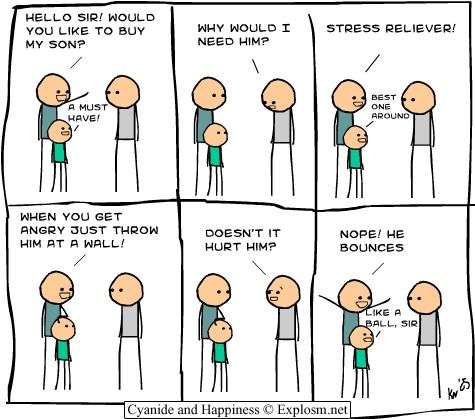 HELLO SIR! WOULD
YOU LIKE TO BUY
MY SON?
A MUST
HAVE!
WHY WOULD I
NEED HIM?
STRESS RELIEVER!
BEST
ONE
AROUND
WHEN YOU GET
ANGRY JUST THROW
HIM AT A WALL!
DOESN'T IT
HURT HIM?
NOPE! HE
BOUNCES
LIKE A
BALL, SIR
Cyanide and Happiness © Explosm.net